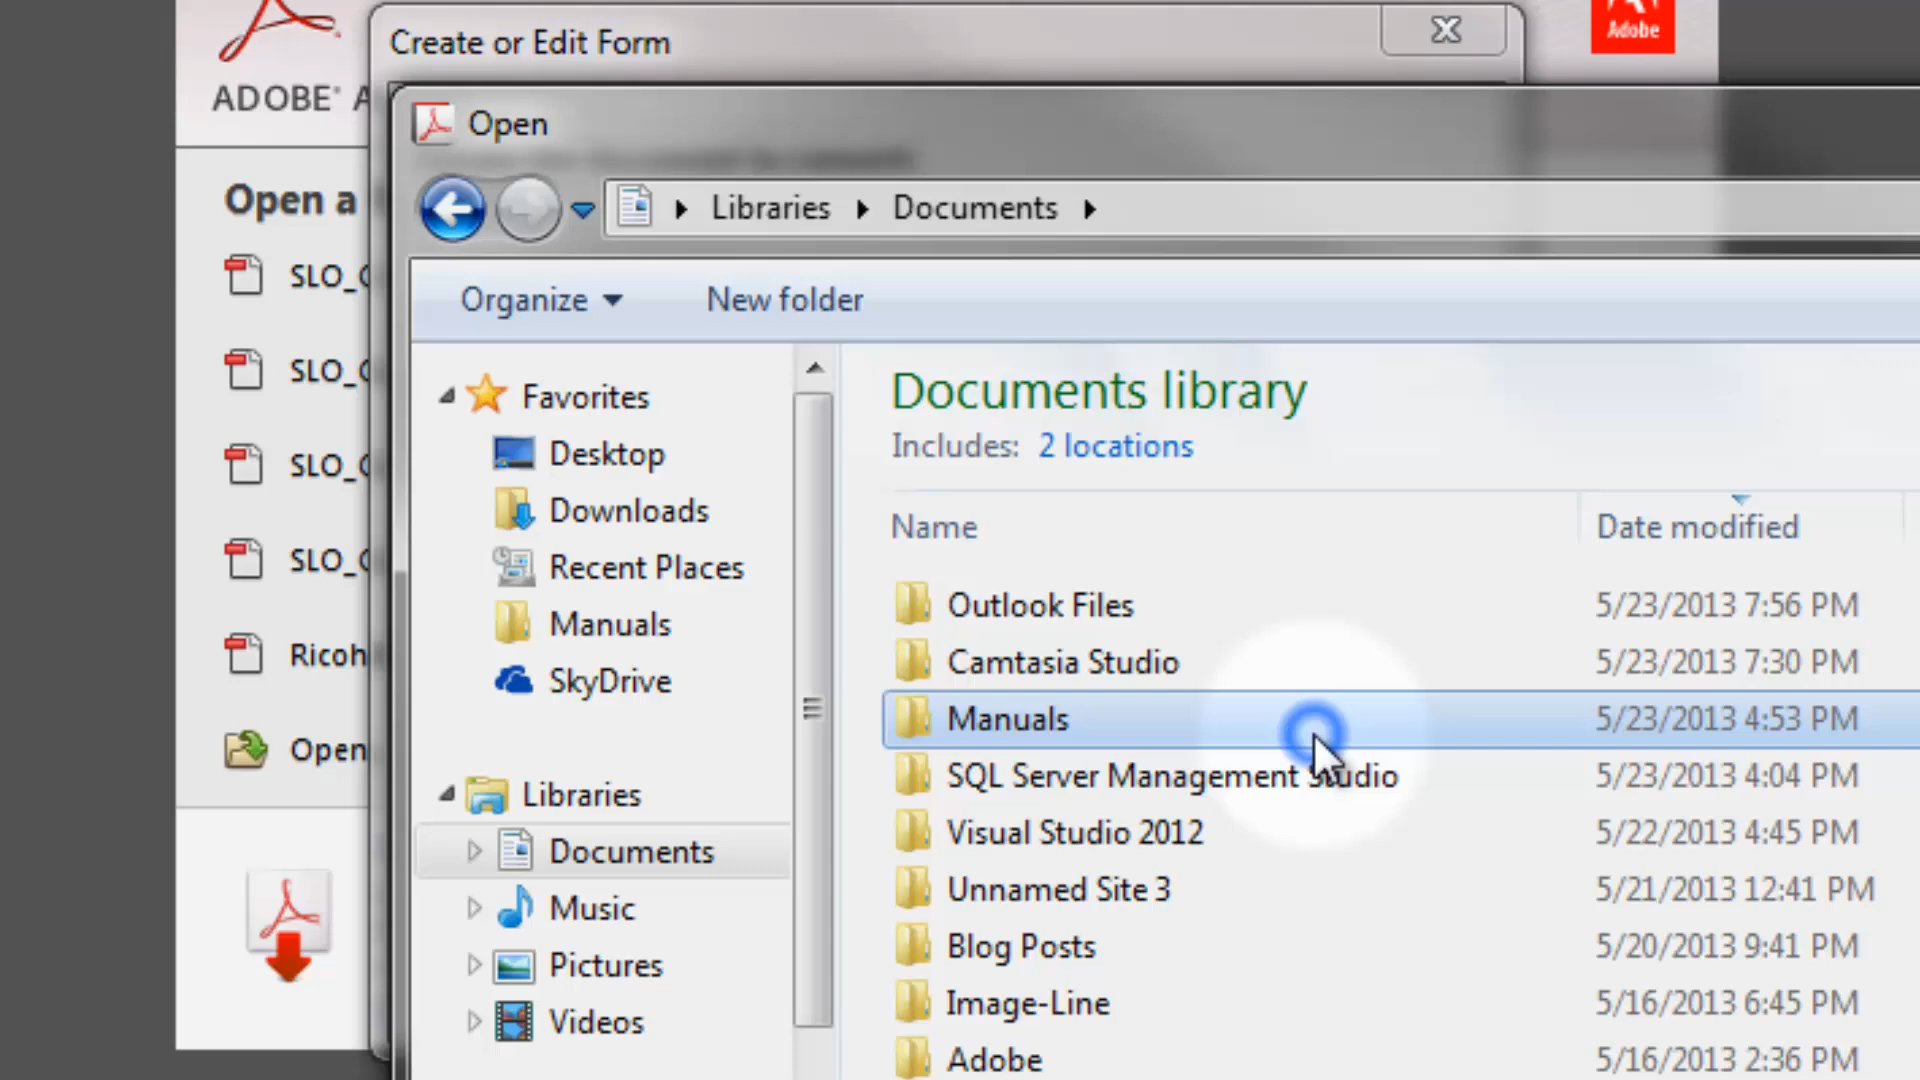 Create or Edit Form
Adobe
ADOBE® A
Open
Open a
Libraries
Documents
Organize
New folder
SLO_
SLO_
SLO_
SLO_
Ricoh
Open
Favorites
Desktop
Downloads
Recent Places
Manuals
SkyDrive
Libraries
Documents
Music
Pictures
Videos
Documents library
Includes: 2 locations
Name Date modified
Outlook Files 5/23/2013 7:56 PM
Camtasia Studio 5/23/2013 7:30 PM
Manuals 5/23/2013 4:53 PM
SQL Server Management Studio 5/23/2013 4:04 PM
Visual Studio 2012 5/22/2013 4:45 PM
Unnamed Site 3 5/21/2013 12:41 PM
Blog Posts 5/20/2013 9:41 PM
Image-Line 5/16/2013 6:45 PM
Adobe 5/16/2013 2:36 PM